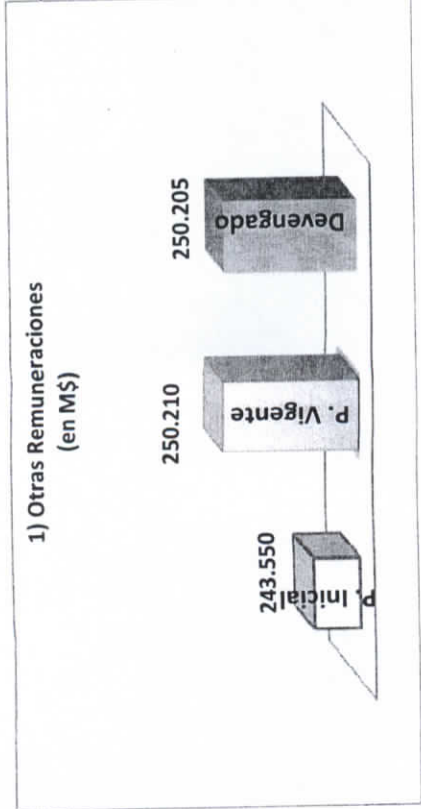 1) Otras Remuneraciones
(en M$)
243.550
250.210
250.205
P. Inicial
P. Vigente
Devengado